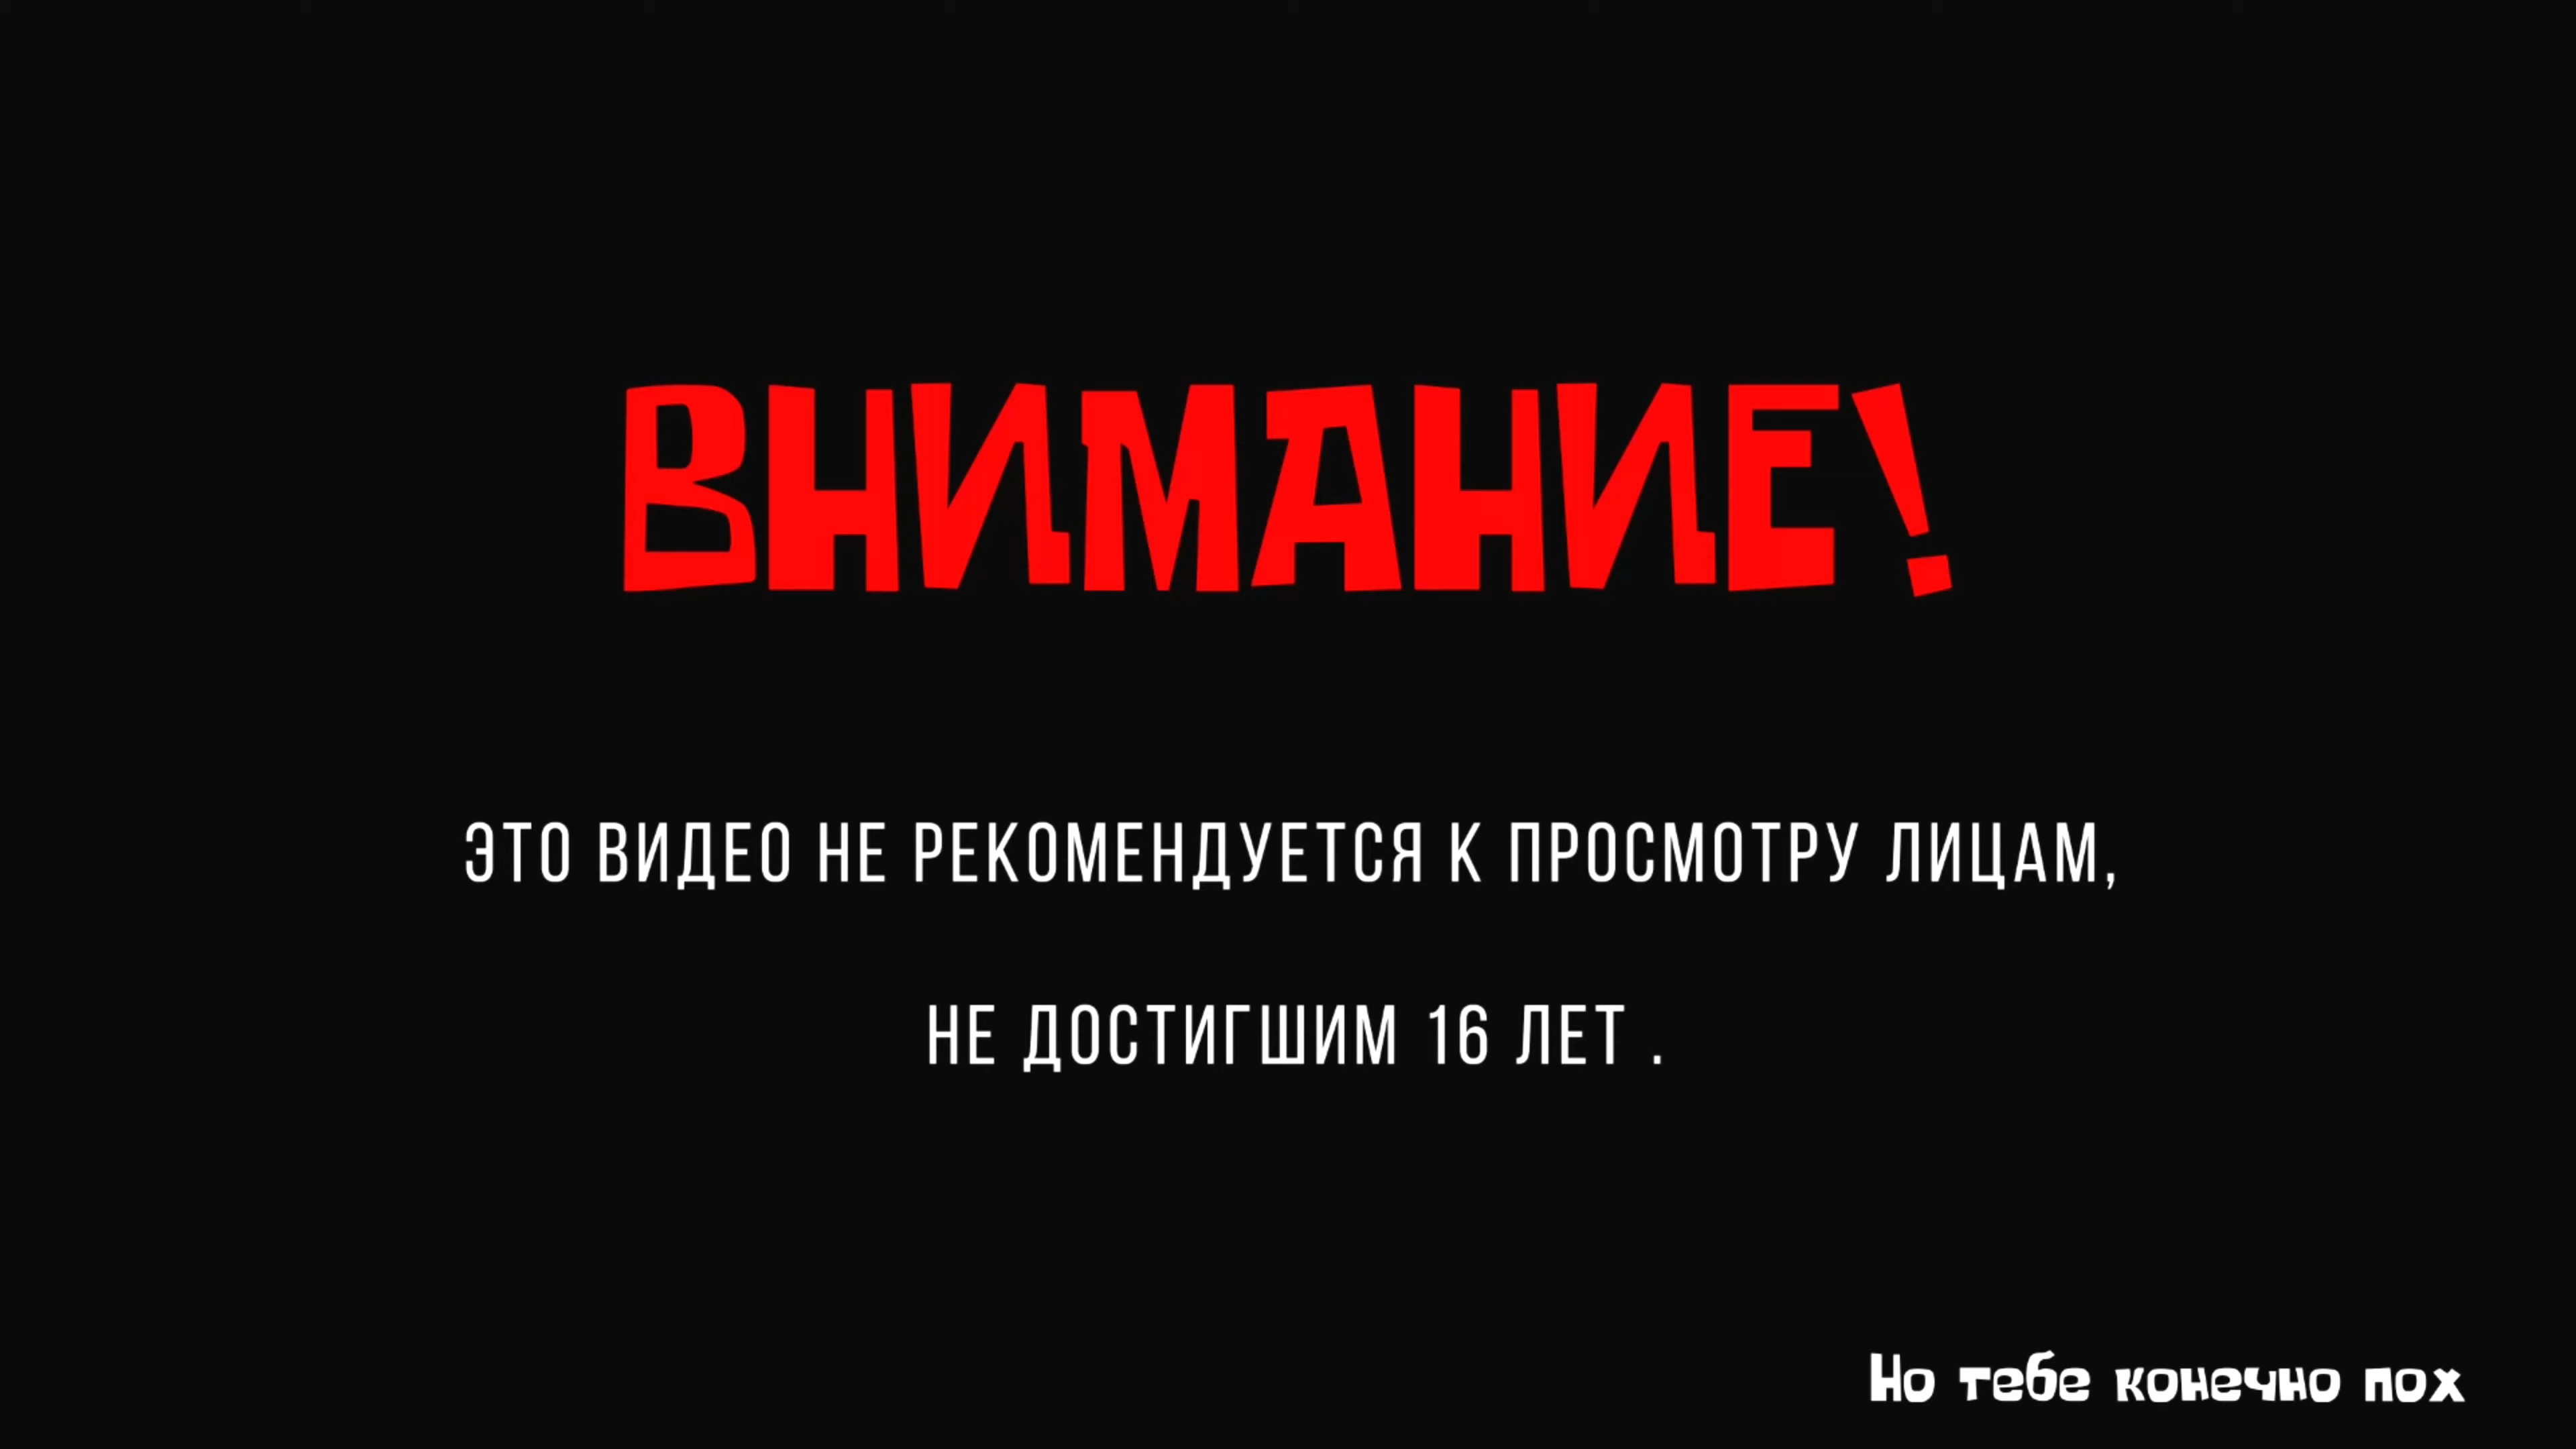 ВНИМАНИЕ!
ЭТО ВИДЕО НЕ РЕКОМЕНДУЕТСЯ К ПРОСМОТРУ ЛИЦАМ,
НЕ ДОСТИГШИМ 16 ЛЕТ .
Но тебе конечно пох